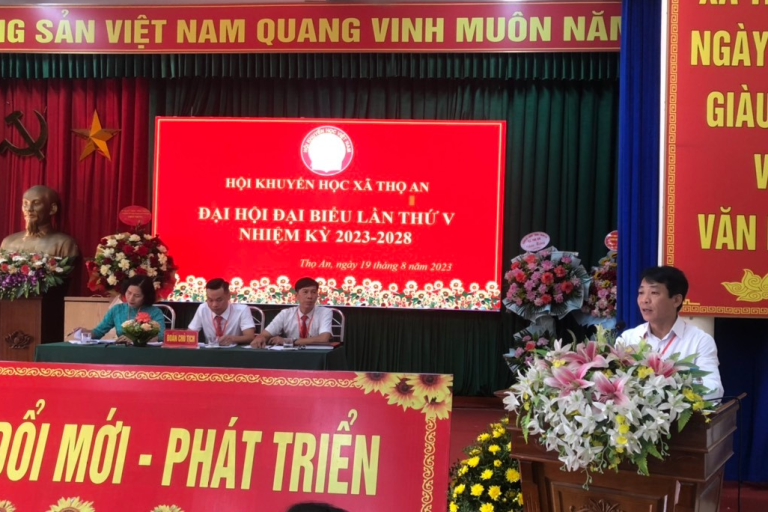 NG SẢN VIỆT NAM QUANG VINH MUÔN NĂM
NGÀY
GIÀU
VĂN
HỘI KHUYẾN HỌC XÃ THỌ AN
ĐẠI HỘI ĐẠI BIỂU LẦN THỨ V
NHIỆM KỲ 2023-2028
Thọ An, ngày 19 tháng 8 năm 2023
ĐOÀN CHỦ TỊCH
ĐỔI MỚI - PHÁT TRIỂN